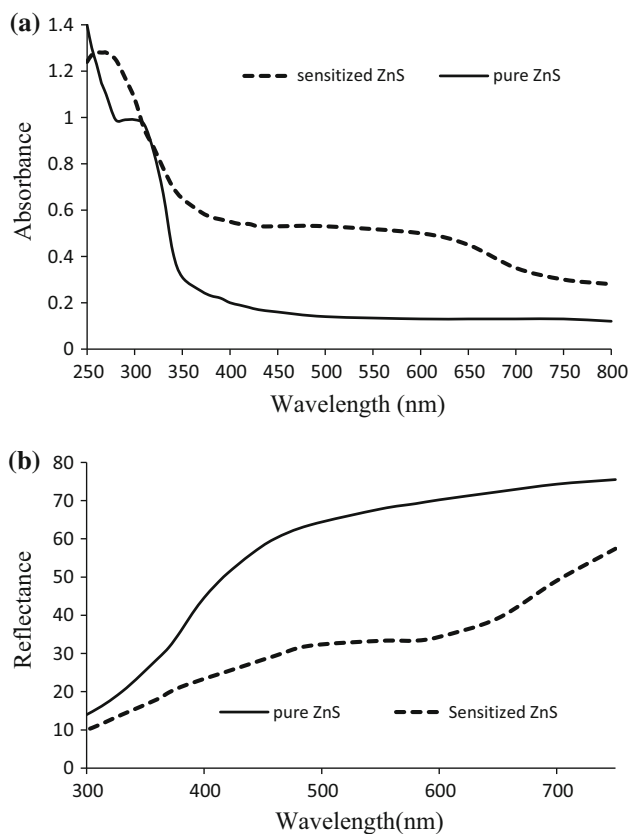 (a)
1.4
1.2
1
0.8
0.6
0.4
0.2
0
Absorbance
sensitized ZnS
pure ZnS
250 300 350 400 450 500 550 600 650 700 750 800
Wavelength (nm)
(b)
80
70
60
50
40
30
20
10
0
Reflectance
pure ZnS
Sensitized ZnS
300 400 500 600 700
Wavelength(nm)